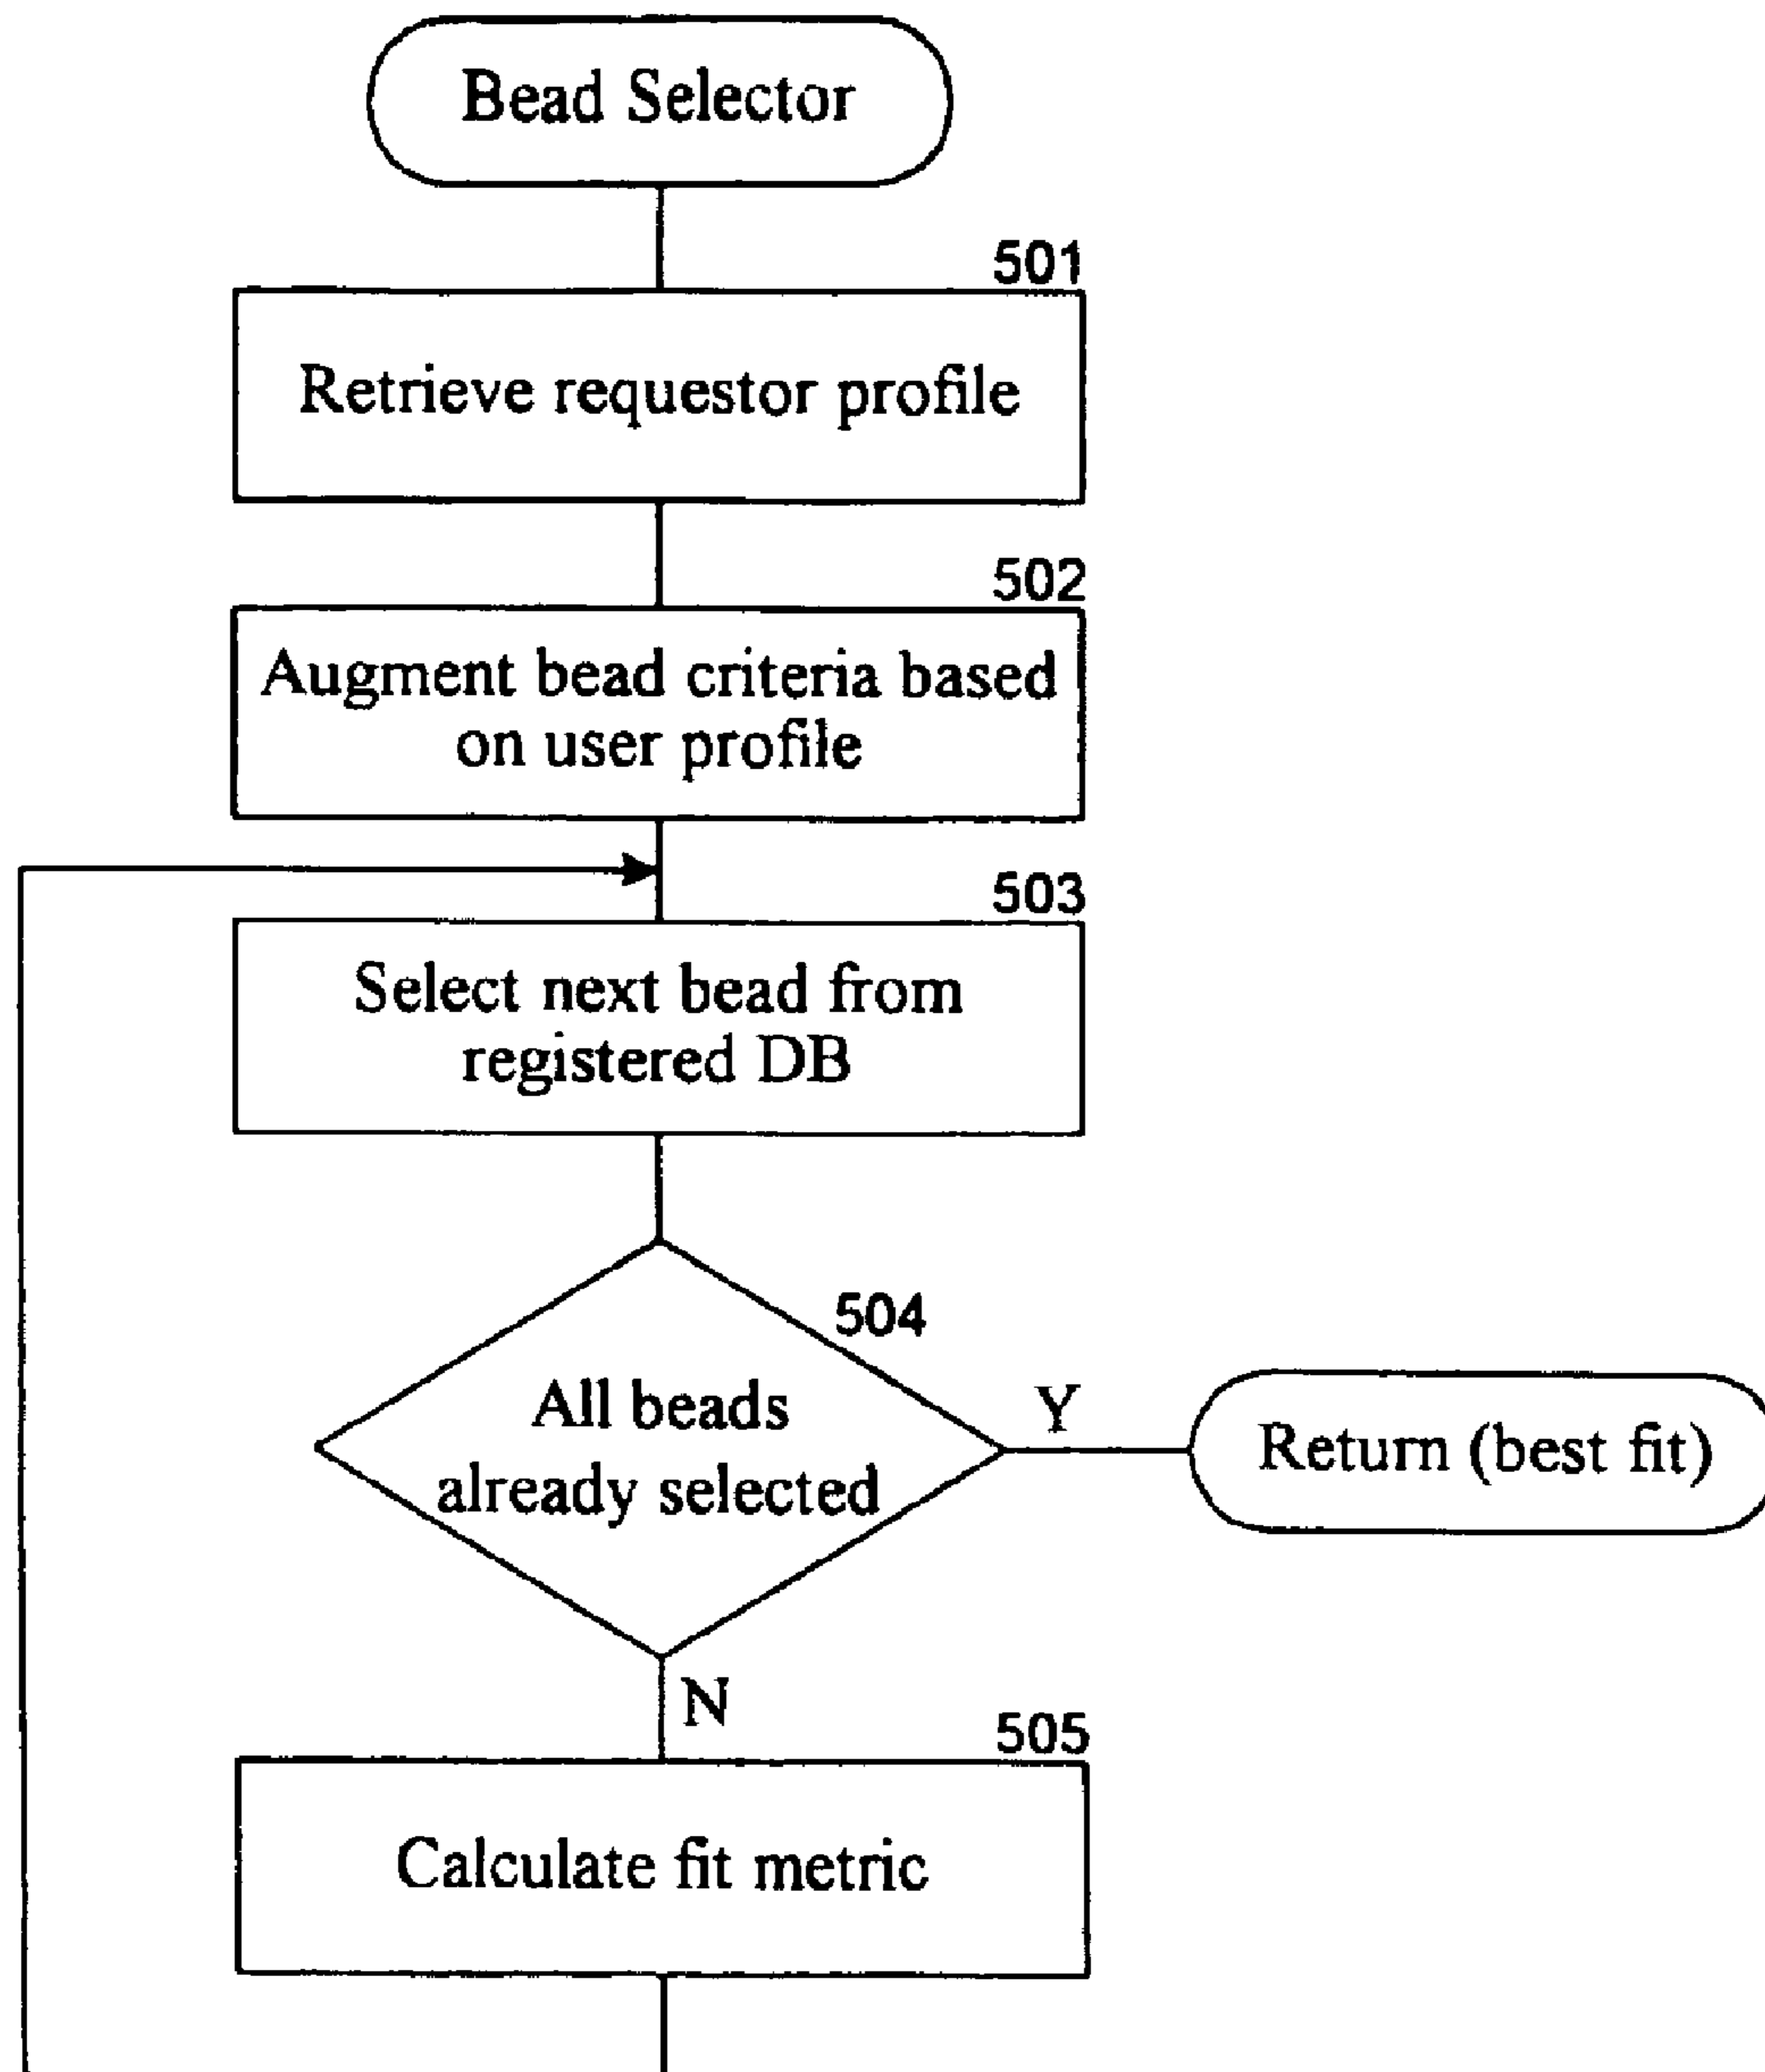 Bead Selector
501
Retrieve requestor profile
502
Augment bead criteria based
on user profile
503
Select next bead from
registered DB
504
All beads
already selected
Y
Return (best fit)
N
505
Calculate fit metric